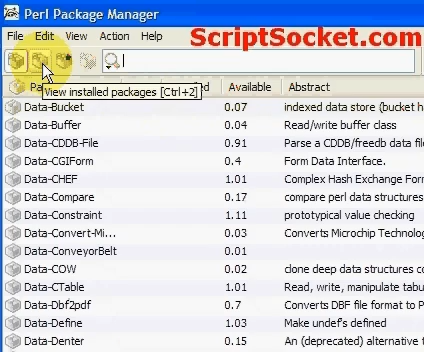 Perl Package Manager
File Edit View Action Help
ScriptSocket.com
View installed packages [Ctrl+2]
Available Abstract
Data-Bucket 0.07 indexed data store (bucket ha
Data-Buffer 0.04 Read/write buffer class
Data-CDDB-File 0.91 Parse a CDDB/freedb data file
Data-CGIForm 0.4 Form Data Interface.
Data-CHEF 1.01 Complex Hash Exchange Form
Data-Compare 0.17 compare perl data structures
Data-Constraint 1.11 prototypical value checking
Data-Convert-Mi... 0.03 Converts Microchip Technolog
Data-ConveyorBelt 0.01
Data-COW 0.02 clone deep data structures co
Data-CTable 1.01 Read, write, manipulate tabu
Data-Dbf2pdf 0.7 Converts DBF file format to P
Data-Define 1.03 Make undef's defined
Data-Denter 0.15 An (deprecated) alternative t